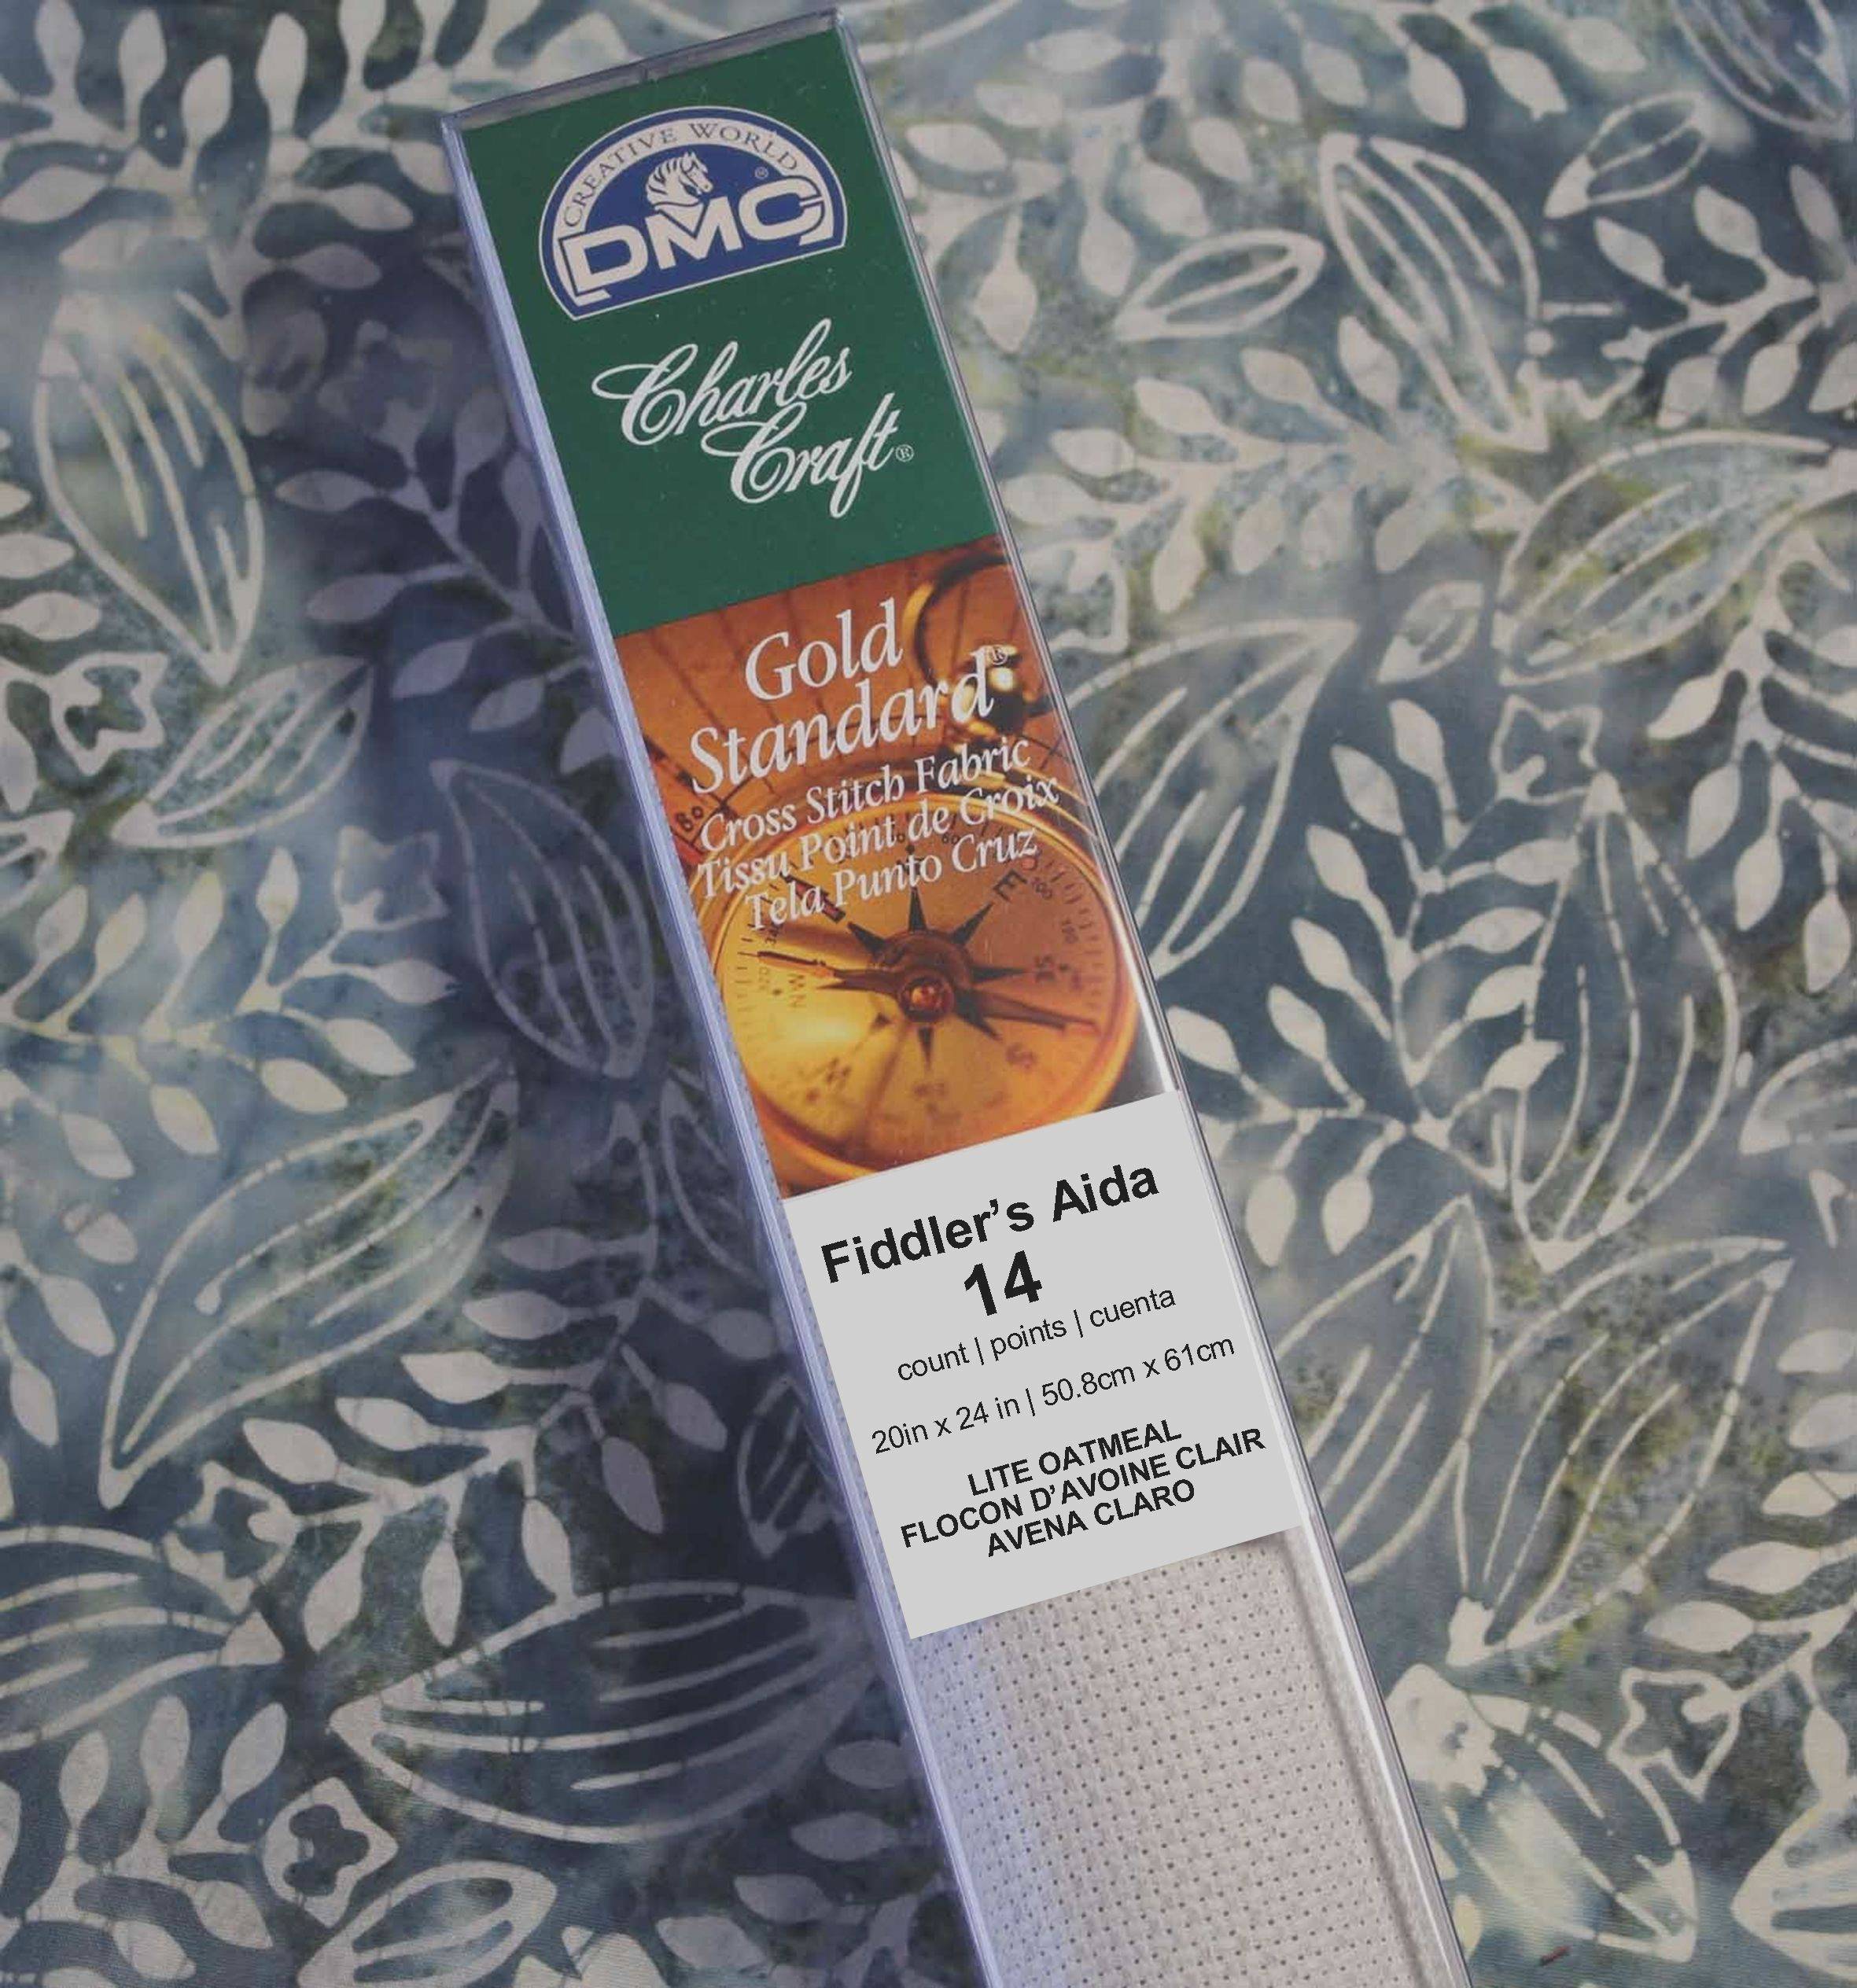 CREATIVE WORLD
DMC®
Charles
Craft®
Gold
Standard®
Cross Stitch Fabric
Tissu Point de Croix
Tela Punto Cruz
Fiddler’s Aida
14
count | points | cuenta
20in x 24 in | 50.8cm x 61cm
LITE OATMEAL
FLOCON D’AVOINE CLAIR
AVENA CLARO